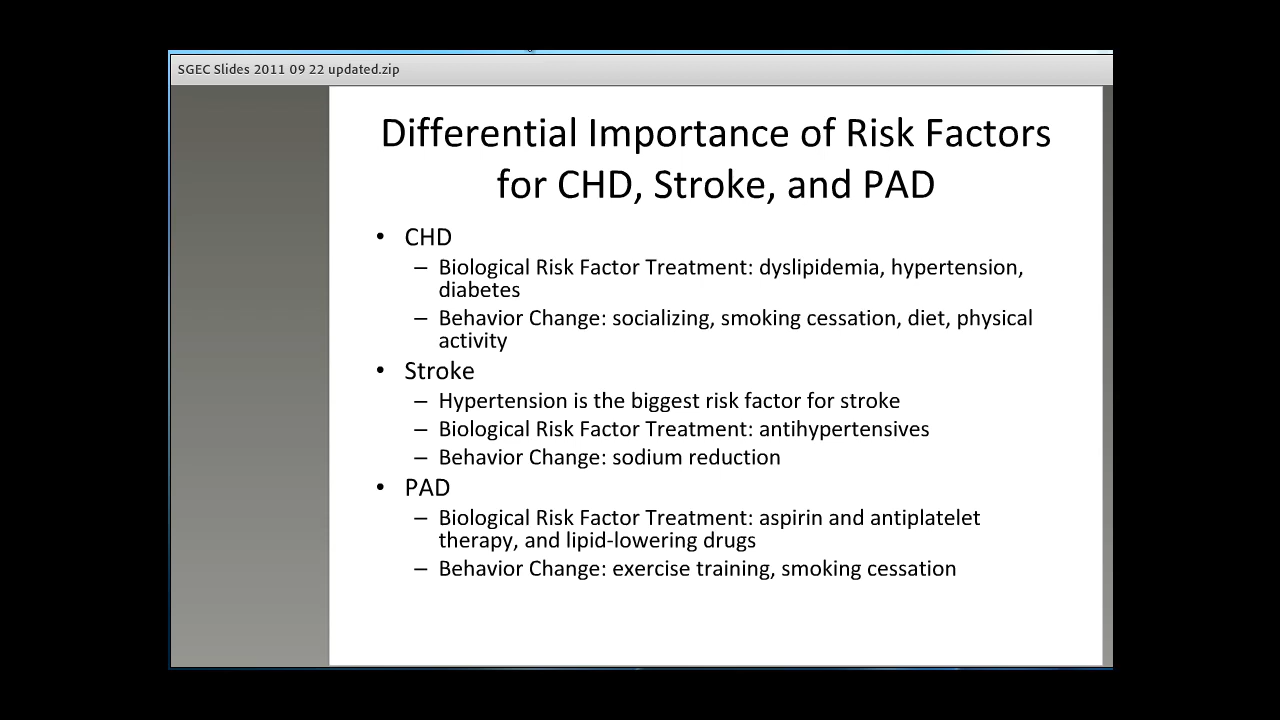 SGEC Slides 2011 09 22 updated.zip
Differential Importance of Risk Factors
for CHD, Stroke, and PAD
• CHD
– Biological Risk Factor Treatment: dyslipidemia, hypertension,
diabetes
– Behavior Change: socializing, smoking cessation, diet, physical
activity
• Stroke
– Hypertension is the biggest risk factor for stroke
– Biological Risk Factor Treatment: antihypertensives
– Behavior Change: sodium reduction
• PAD
– Biological Risk Factor Treatment: aspirin and antiplatelet
therapy, and lipid-lowering drugs
– Behavior Change: exercise training, smoking cessation